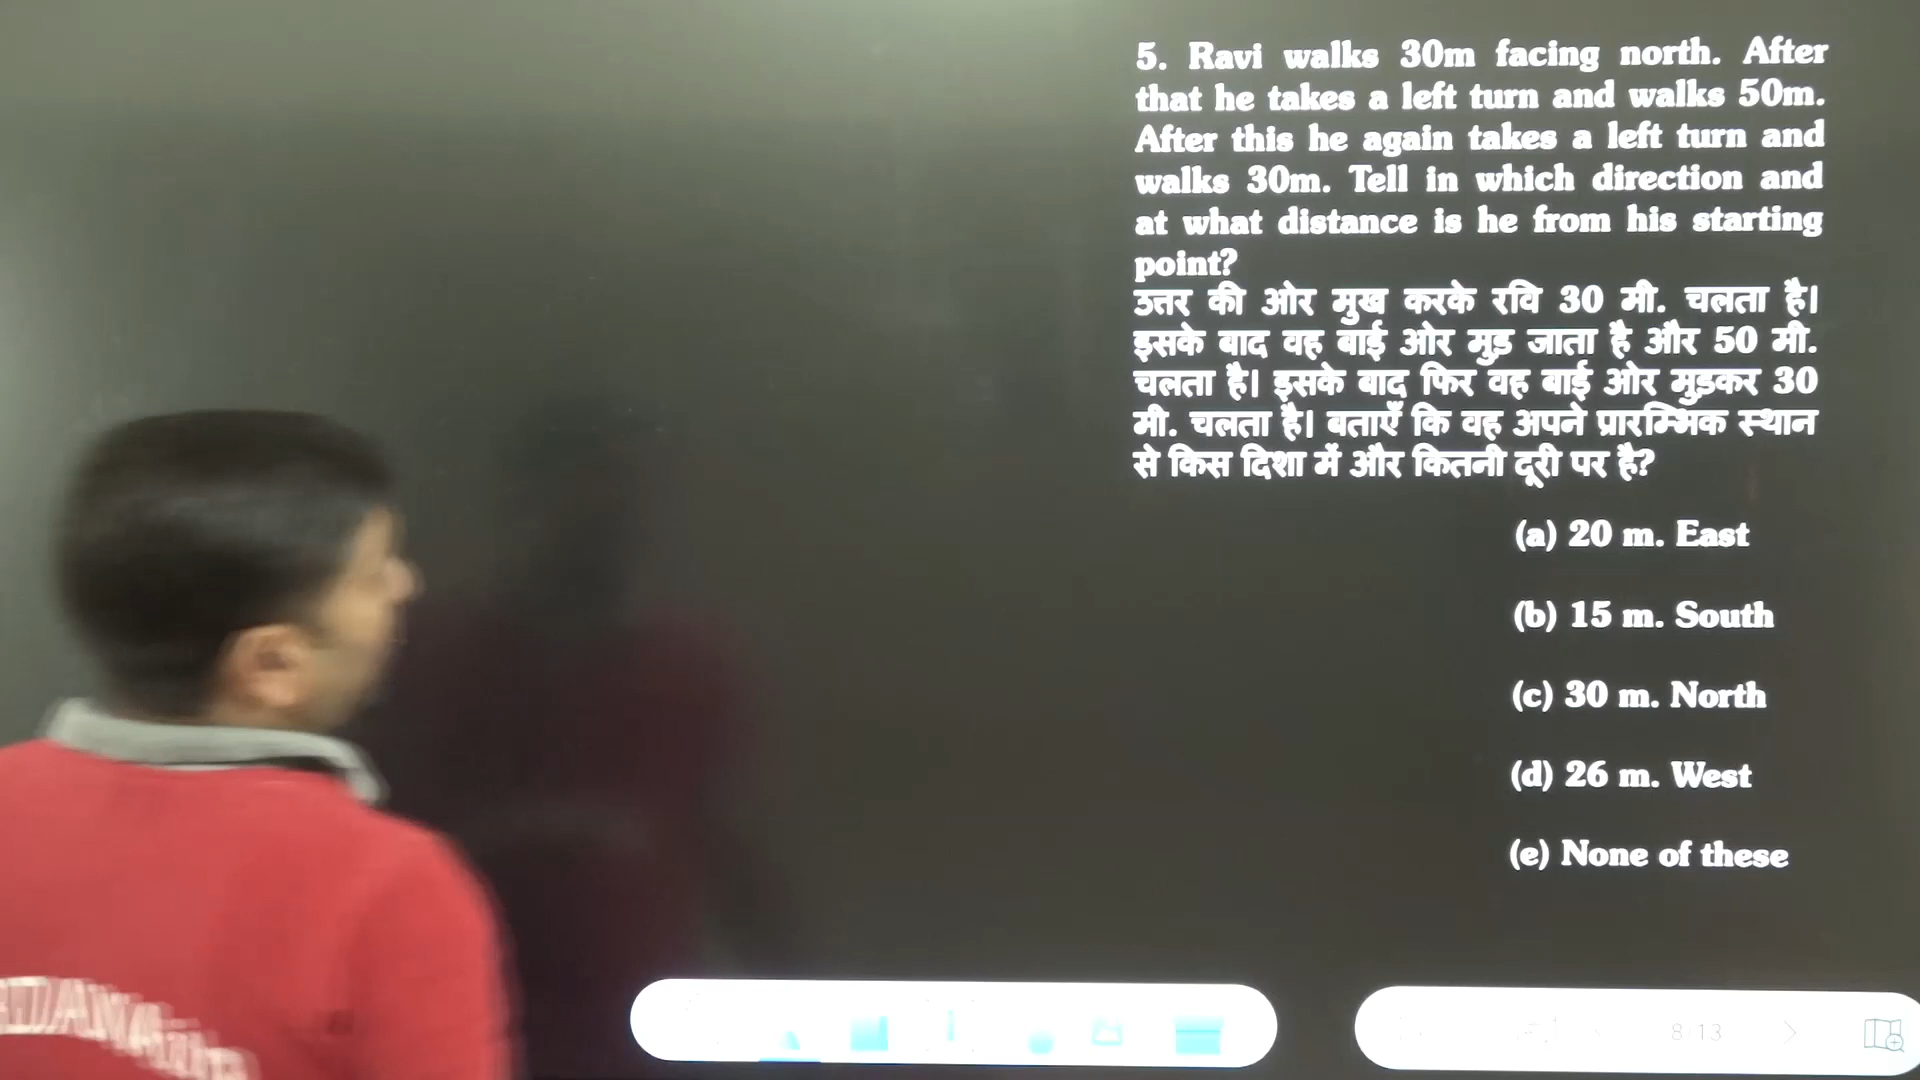 5. Ravi walks 30m facing north. After
that he takes a left turn and walks 50m.
After this he again takes a left turn and
walks 30m. Tell in which direction and
at what distance is he from his starting
point?
उत्तर की ओर मुख करके रवि 30 मी. चलता है।
इसके बाद वह बाई ओर मुड़ जाता है और 50 मी.
चलता है। इसके बाद फिर वह बाई ओर मुड़कर 30
मी. चलता है। बताएँ कि वह अपने प्रारम्भिक स्थान
से किस दिशा में और कितनी दूरी पर है?
(a) 20 m. East
(b) 15 m. South
(c) 30 m. North
(d) 26 m. West
(e) None of these
8/13